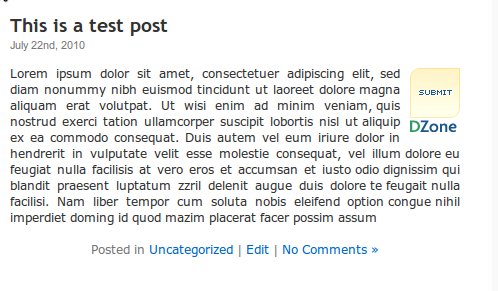 This is a test post
July 22nd, 2010
Lorem ipsum dolor sit amet, consectetuer adipiscing elit, sed
diam nonummy nibh euismod tincidunt ut laoreet dolore magna
aliquam erat volutpat. Ut wisi enim ad minim veniam, quis
nostrud exerci tation ullamcorper suscipit lobortis nisl ut aliquip
ex ea commodo consequat. Duis autem vel eum iriure dolor in
hendrerit in vulputate velit esse molestie consequat, vel illum dolore eu
feugiat nulla facilisis at vero eros et accumsan et iusto odio dignissim qui
blandit praesent luptatum zzril delenit augue duis dolore te feugait nulla
facilisi. Nam liber tempor cum soluta nobis eleifend option congue nihil
imperdiet doming id quod mazim placerat facer possim assum
SUBMIT
DZone
Posted in Uncategorized | Edit | No Comments »